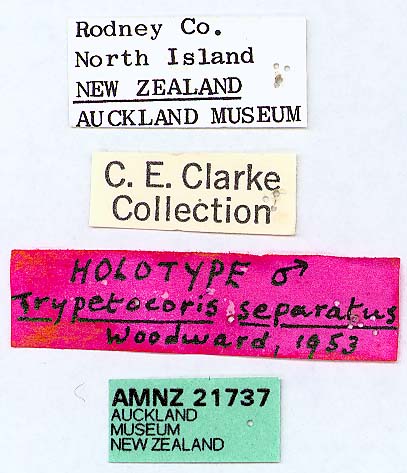 Rodney Co.
North Island
NEW ZEALAND
AUCKLAND MUSEUM
C. E. Clarke
Collection
HOLOTYPE ♂
Trypetocoris separatus
Woodward, 1953
AMNZ 21737
AUCKLAND
MUSEUM
NEW ZEALAND